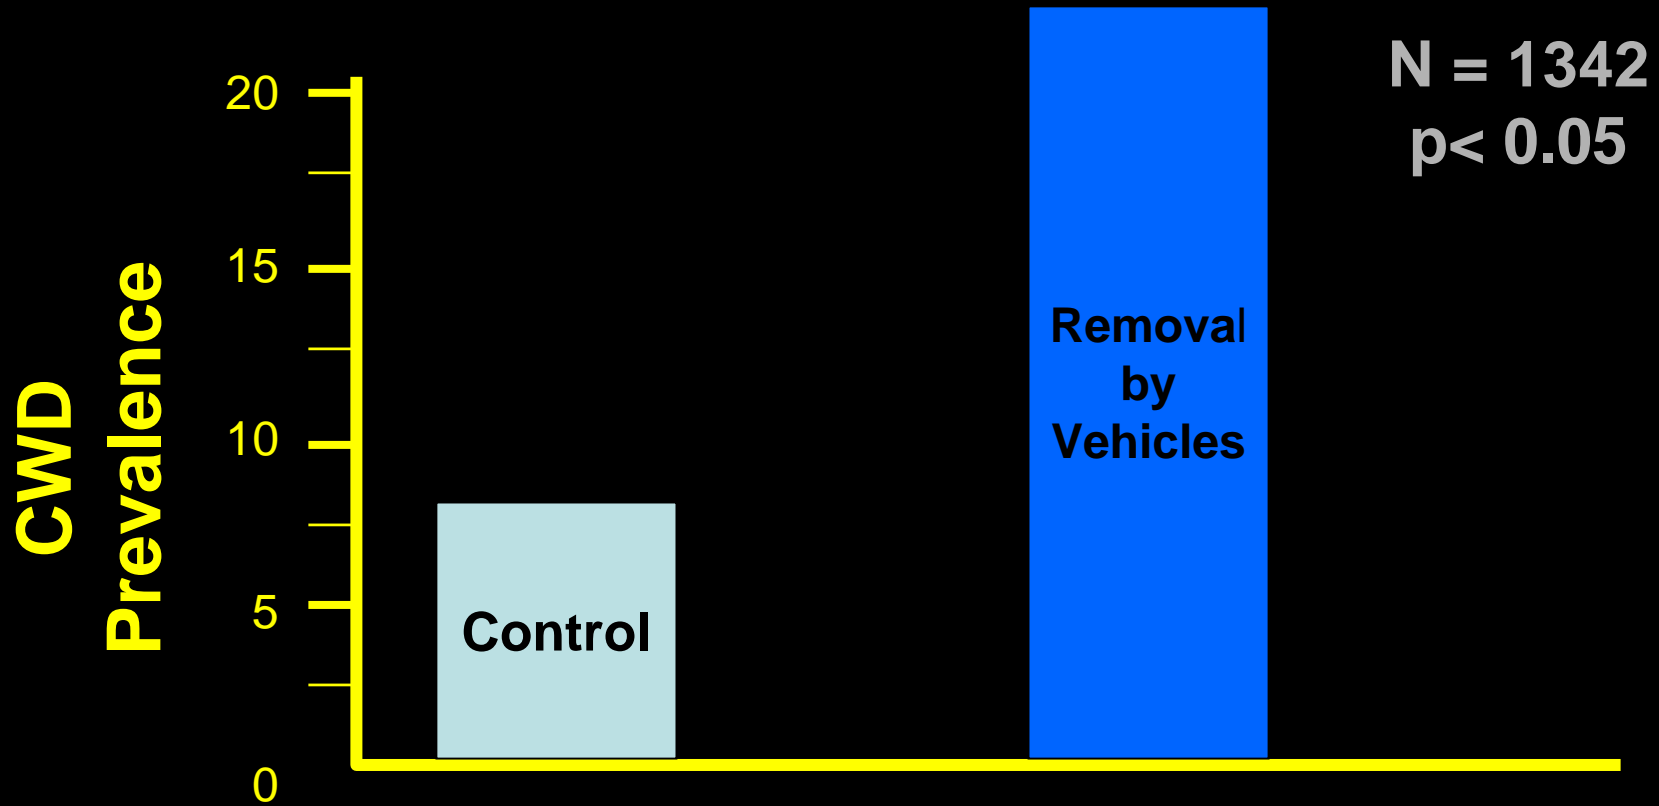 CWD
Prevalence
20
15
10
5
0
Control
Removal
by
Vehicles
N = 1342
p< 0.05